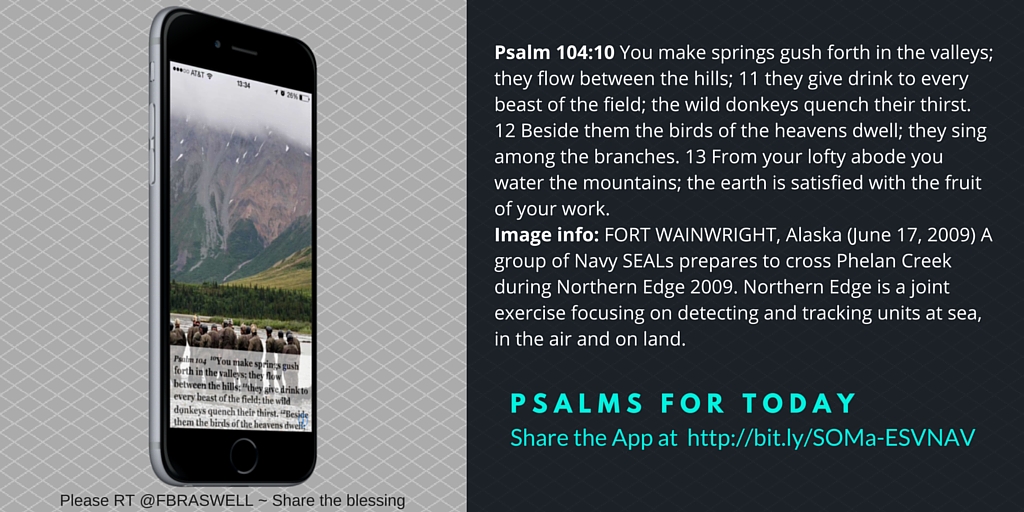 AT&T
13:34
26%
Psalm 104 ¹⁰You make springs gush
forth in the valleys; they flow
between the hills; ¹¹they give drink to
every beast of the field; the wild
donkeys quench their thirst. ¹²Beside
them the birds of the heavens dwell;
Please RT @FBRASWELL ~ Share the blessing
Psalm 104:10 You make springs gush forth in the valleys;
they flow between the hills; 11 they give drink to every
beast of the field; the wild donkeys quench their thirst.
12 Beside them the birds of the heavens dwell; they sing
among the branches. 13 From your lofty abode you
water the mountains; the earth is satisfied with the fruit
of your work.
Image info: FORT WAINWRIGHT, Alaska (June 17, 2009) A
group of Navy SEALs prepares to cross Phelan Creek
during Northern Edge 2009. Northern Edge is a joint
exercise focusing on detecting and tracking units at sea,
in the air and on land.
PSALMS FOR TODAY
Share the App at http://bit.ly/SOMa-ESVNAV